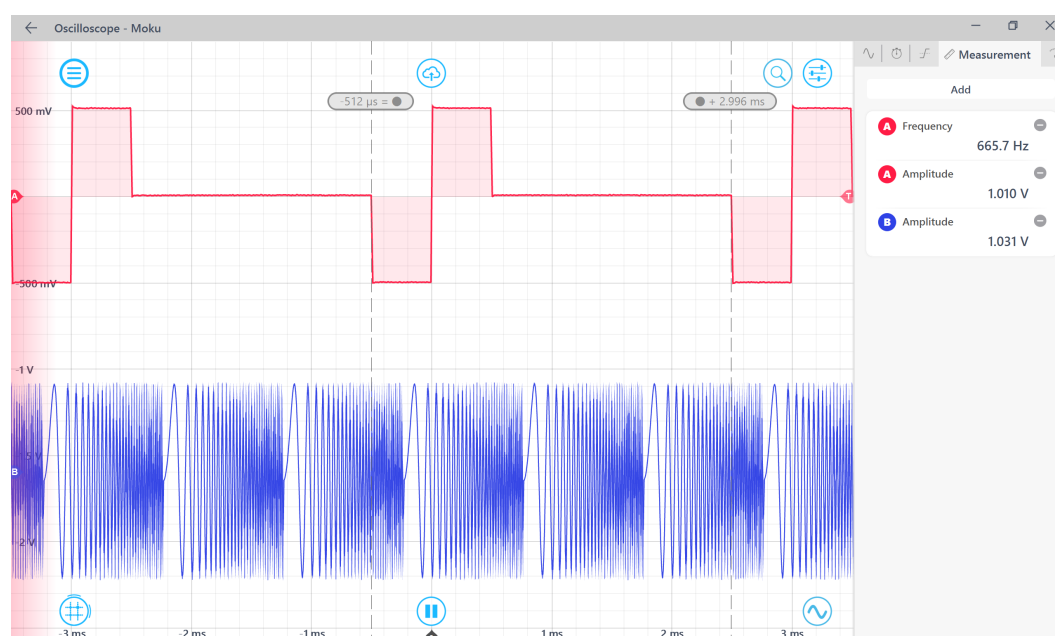 Oscilloscope - Moku
Measurement
Add
500 mV
-512 µs =
+ 2.996 ms
A Frequency
665.7 Hz
A Amplitude
1.010 V
B Amplitude
1.031 V
A
T
-500 mV
-1 V
B
-2 V
-3 ms
-2 ms
-1 ms
1 ms
2 ms
3 ms